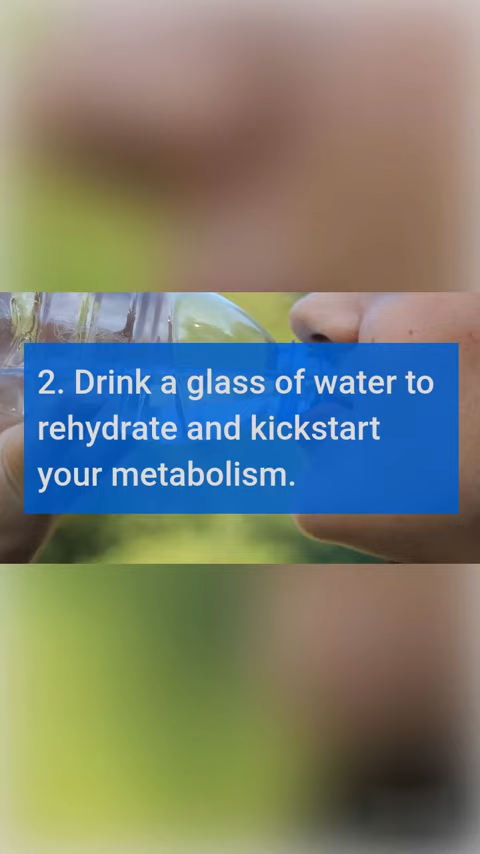 2. Drink a glass of water to
rehydrate and kickstart
your metabolism.